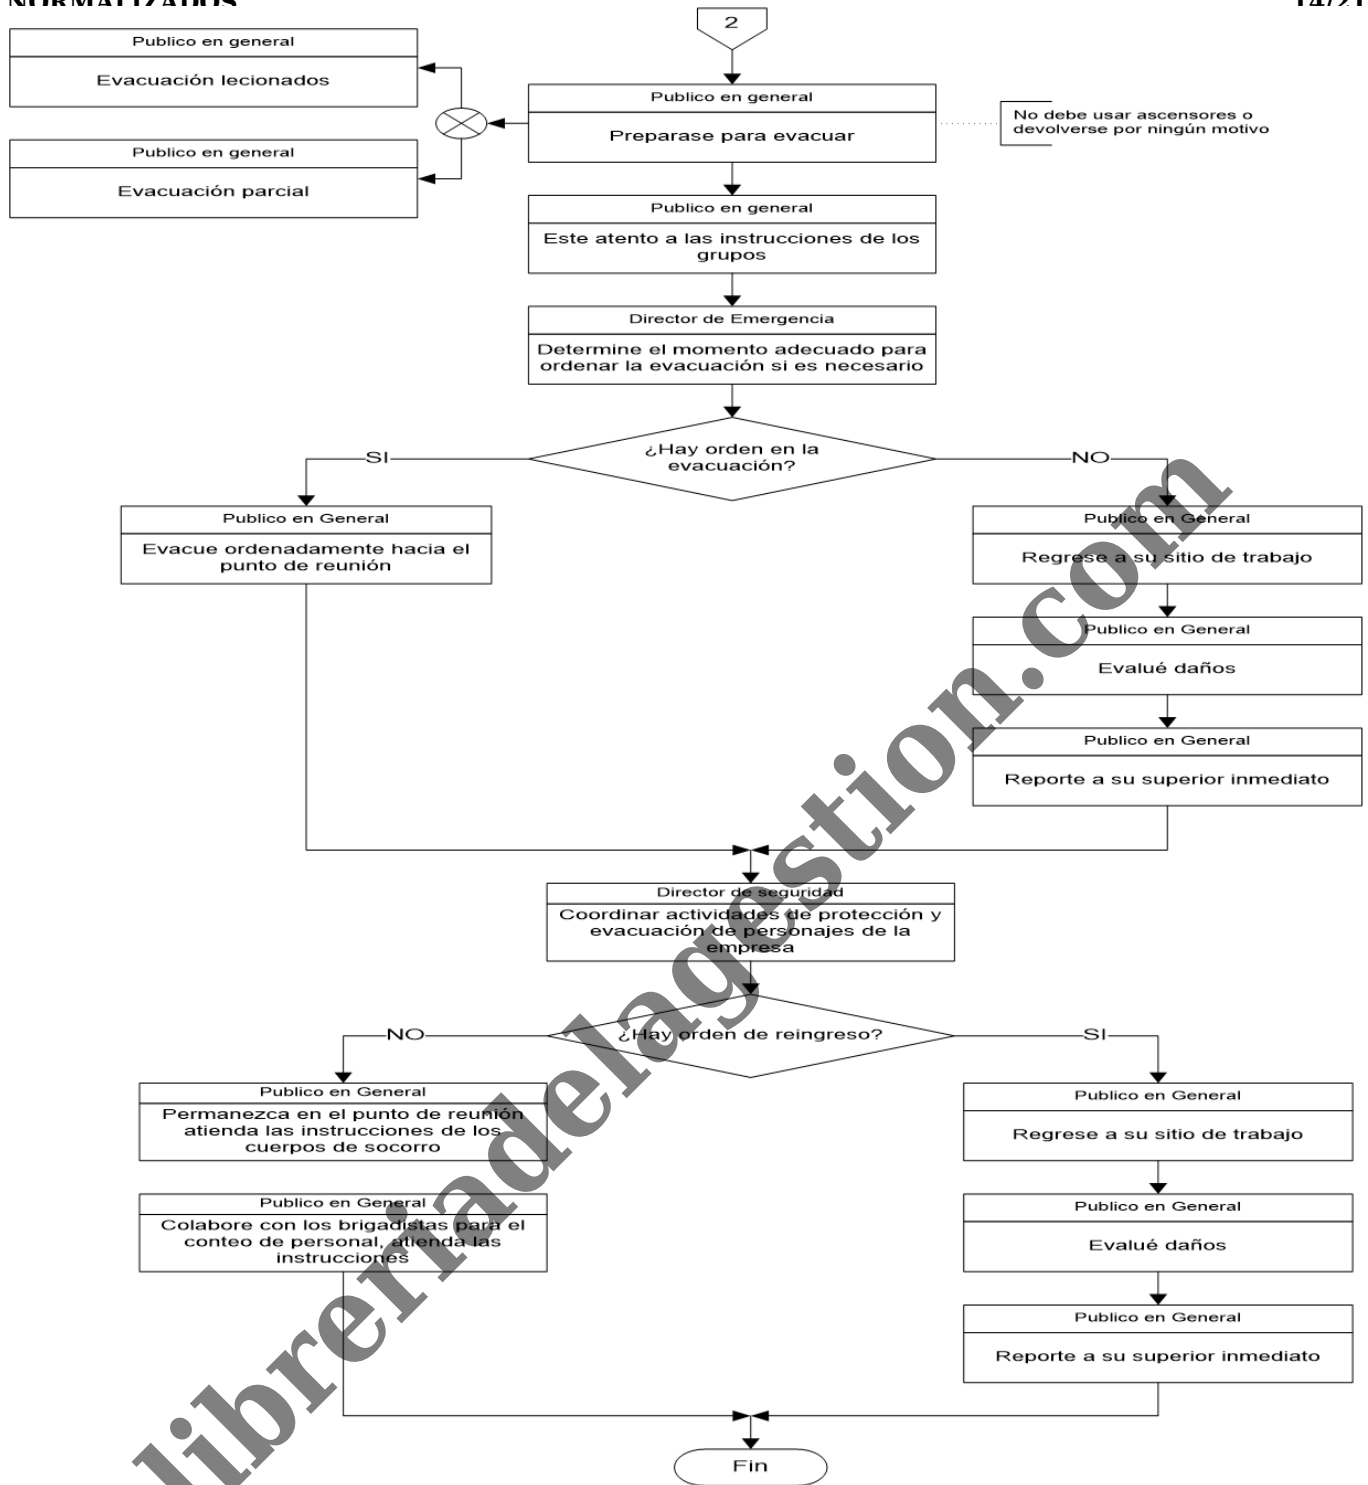 NORMALIZADOS
14/21
2
Publico en general
Evacuación lecionados
Publico en general
Preparase para evacuar
No debe usar ascensores o
devolverse por ningún motivo
Publico en general
Evacuación parcial
Publico en general
Este atento a las instrucciones de los
grupos
Director de Emergencia
Determine el momento adecuado para
ordenar la evacuación si es necesario
¿Hay orden en la
evacuación?
SI
NO
Publico en General
Evacue ordenadamente hacia el
punto de reunión
Publico en General
Regrese a su sitio de trabajo
Publico en General
Evalué daños
Publico en General
Reporte a su superior inmediato
Director de seguridad
Coordinar actividades de protección y
evacuación de personajes de la
empresa
¿Hay orden de reingreso?
NO
SI
Publico en General
Permanezca en el punto de reunión
atienda las instrucciones de los
cuerpos de socorro
Publico en General
Colabore con los brigadistas para el
conteo de personal, atienda las
instrucciones
Publico en General
Regrese a su sitio de trabajo
Publico en General
Evalué daños
Publico en General
Reporte a su superior inmediato
Fin
libreriadelagestion.com